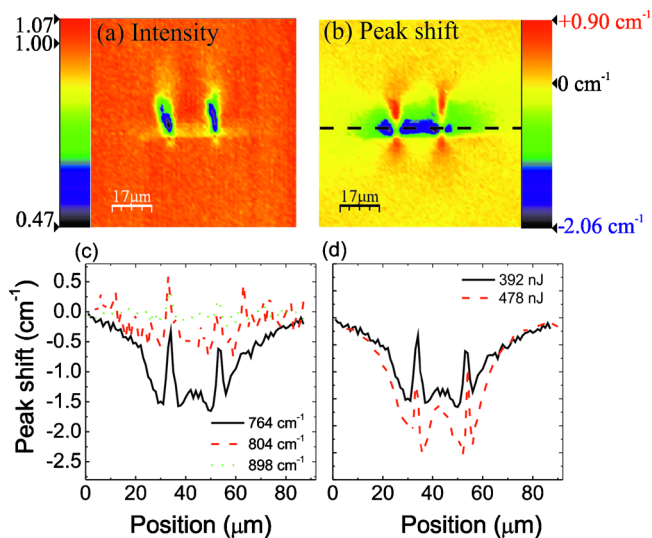 1.07
1.00
0.47
(a) Intensity
17μm
(b) Peak shift
17μm
+0.90 cm⁻¹
0 cm⁻¹
-2.06 cm⁻¹
(c)
Peak shift (cm⁻¹)
0.5
0.0
-0.5
-1.0
-1.5
-2.0
-2.5
764 cm⁻¹
804 cm⁻¹
898 cm⁻¹
0 20 40 60 80
Position (μm)
(d)
392 nJ
478 nJ
0 20 40 60 80
Position (μm)